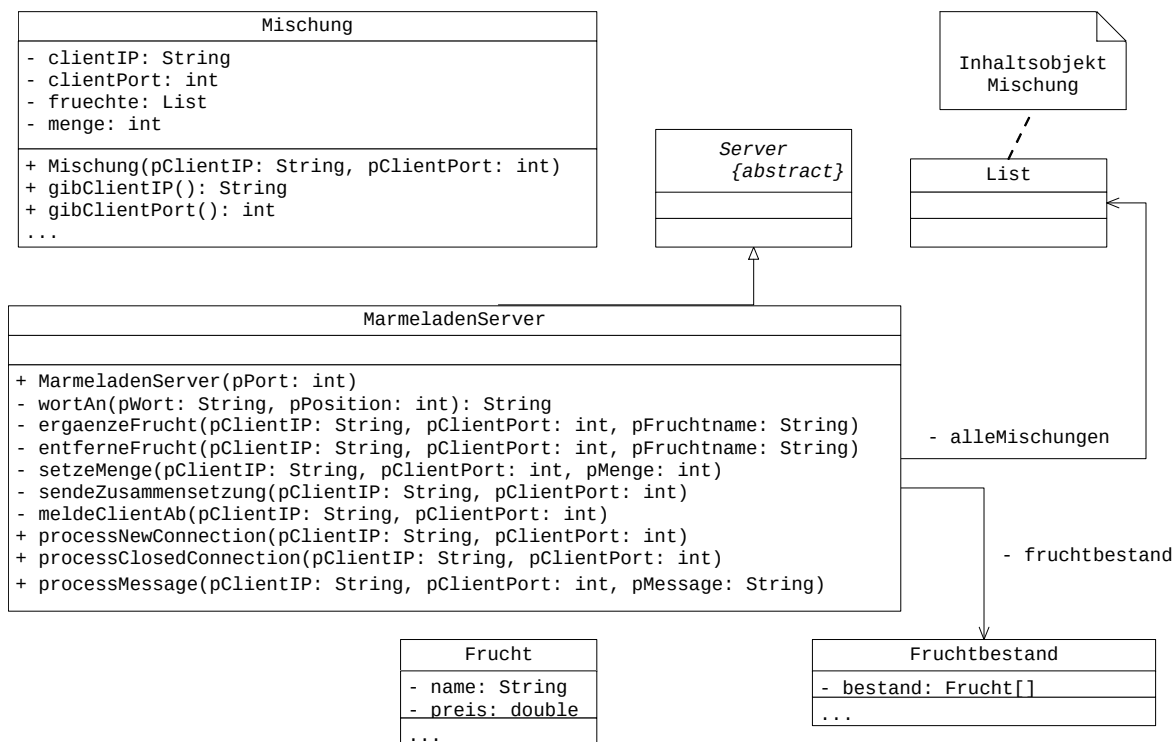 Mischung
- clientIP: String
- clientPort: int
- fruechte: List
- menge: int
+ Mischung(pClientIP: String, pClientPort: int)
+ gibClientIP(): String
+ gibClientPort(): int
...
Inhaltsobjekt
Mischung
Server
{abstract}
List
MarmeladenServer
+ MarmeladenServer(pPort: int)
- wortAn(pWort: String, pPosition: int): String
- ergaenzeFrucht(pClientIP: String, pClientPort: int, pFruchtname: String)
- entferneFrucht(pClientIP: String, pClientPort: int, pFruchtname: String)
- setzeMenge(pClientIP: String, pClientPort: int, pMenge: int)
- sendeZusammensetzung(pClientIP: String, pClientPort: int)
- meldeClientAb(pClientIP: String, pClientPort: int)
+ processNewConnection(pClientIP: String, pClientPort: int)
+ processClosedConnection(pClientIP: String, pClientPort: int)
+ processMessage(pClientIP: String, pClientPort: int, pMessage: String)
- alleMischungen
- fruchtbestand
Frucht
- name: String
- preis: double
...
Fruchtbestand
- bestand: Frucht[]
...